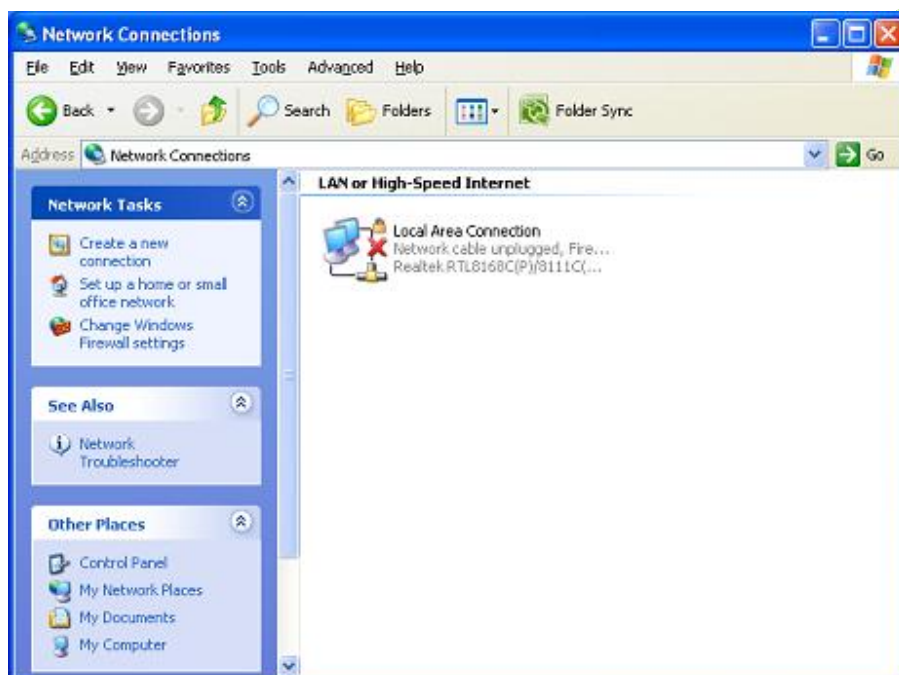 Network Connections
File Edit View Favorites Tools Advanced Help
Back Search Folders Folder Sync
Address Network Connections Go
Network Tasks
Create a new
connection
Set up a home or small
office network
Change Windows
Firewall settings
See Also
Network
Troubleshooter
Other Places
Control Panel
My Network Places
My Documents
My Computer
LAN or High-Speed Internet
Local Area Connection
Network cable unplugged, Fire...
Realtek RTL8168C(P)/8111C(...